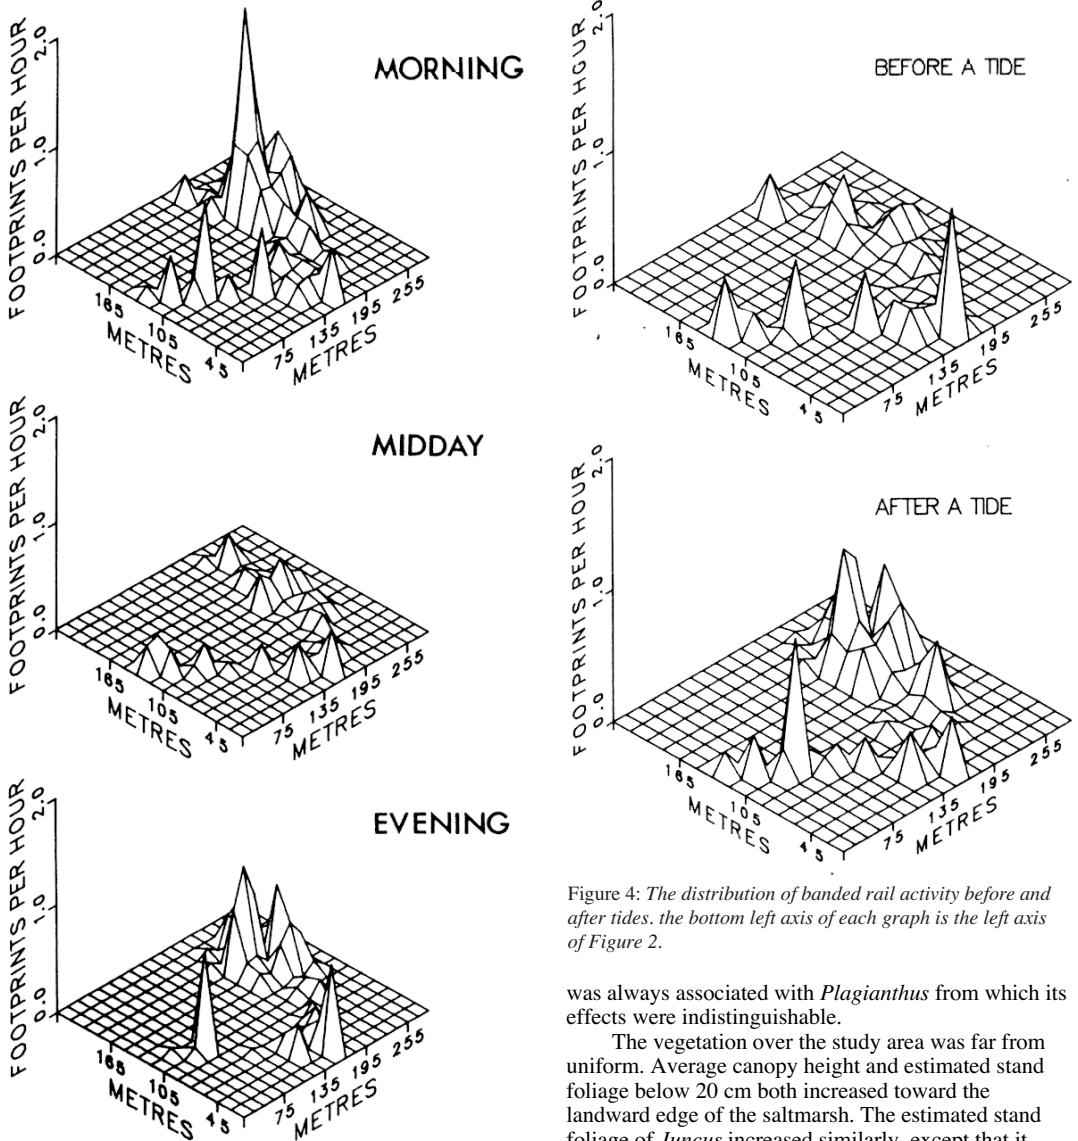 MORNING
FOOTPRINTS PER HOUR
2.0
1.0
0.0
165
105
45
METRES
75
135
195
255
METRES
MIDDAY
FOOTPRINTS PER HOUR
2.0
1.0
0.0
165
105
45
METRES
75
135
195
255
METRES
EVENING
FOOTPRINTS PER HOUR
2.0
1.0
0.0
165
105
45
METRES
75
135
195
255
METRES
BEFORE A TIDE
FOOTPRINTS PER HOUR
2.0
1.0
0.0
165
105
45
METRES
75
135
195
255
METRES
AFTER A TIDE
FOOTPRINTS PER HOUR
2.0
1.0
0.0
165
105
45
METRES
75
135
195
255
METRES
Figure 4: The distribution of banded rail activity before and
after tides. the bottom left axis of each graph is the left axis
of Figure 2.
was always associated with Plagianthus from which its
effects were indistinguishable.
The vegetation over the study area was far from
uniform. Average canopy height and estimated stand
foliage below 20 cm both increased toward the
landward edge of the saltmarsh. The estimated stand
foliage of Juncus increased similarly, except that it